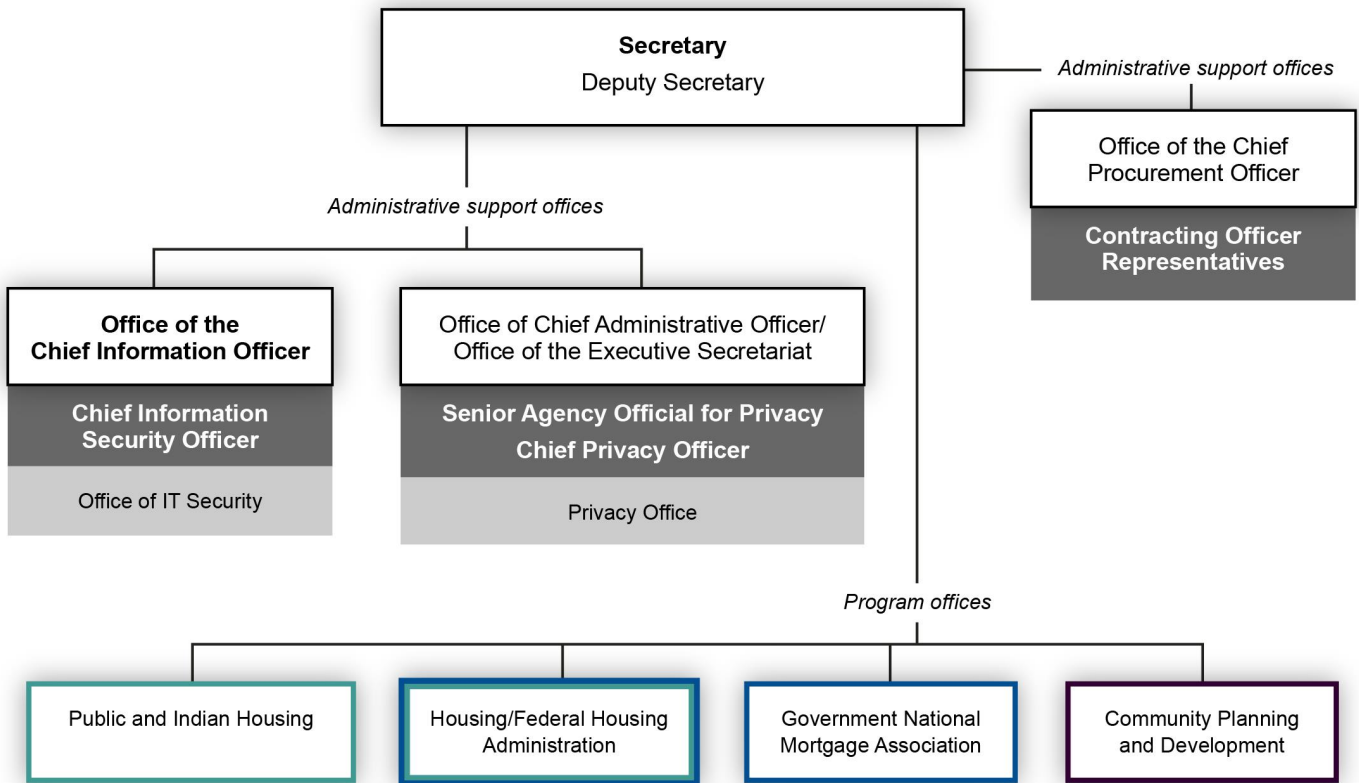 Secretary
Deputy Secretary
Administrative support offices
Office of the Chief
Procurement Officer
Contracting Officer
Representatives
Administrative support offices
Office of the
Chief Information Officer
Chief Information
Security Officer
Office of IT Security
Office of Chief Administrative Officer/
Office of the Executive Secretariat
Senior Agency Official for Privacy
Chief Privacy Officer
Privacy Office
Program offices
Public and Indian Housing
Housing/Federal Housing
Administration
Government National
Mortgage Association
Community Planning
and Development